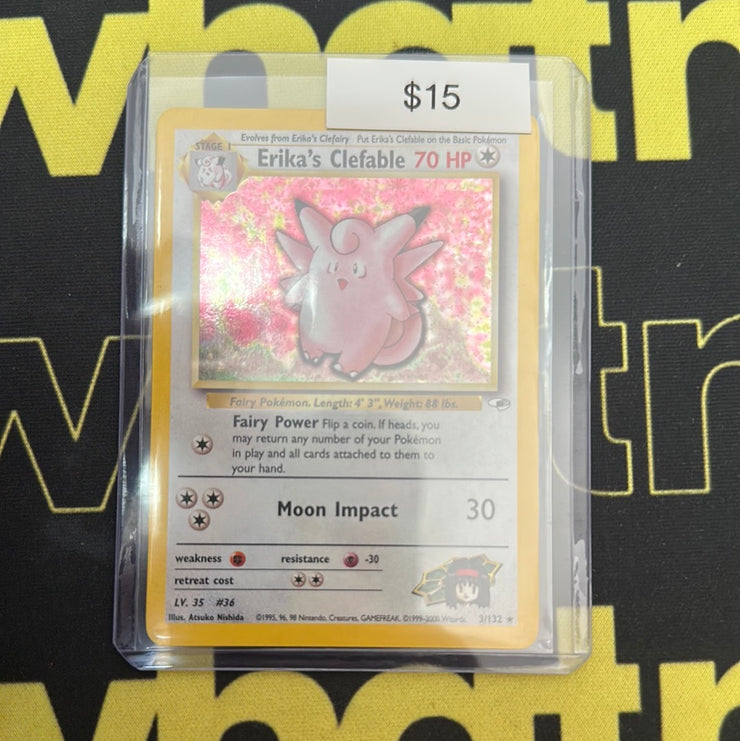 whatn
$15
Evolves from Erika's Clefairy Put Erika's Clefable on the Basic Pokémon
STAGE 1
Erika's Clefable 70 HP
whatn
Fairy Pokémon. Length: 4' 3", Weight: 88 lbs.
Fairy Power Flip a coin. If heads, you
may return any number of your Pokémon
in play and all cards attached to them to
your hand.
Moon Impact 30
weakness resistance -30
retreat cost
LV. 35 #36
Illus. Atsuko Nishida ©1995, 96, 98 Nintendo, Creatures, GAMEFREAK. ©1999-2000 Wizards. 3/132
whatn